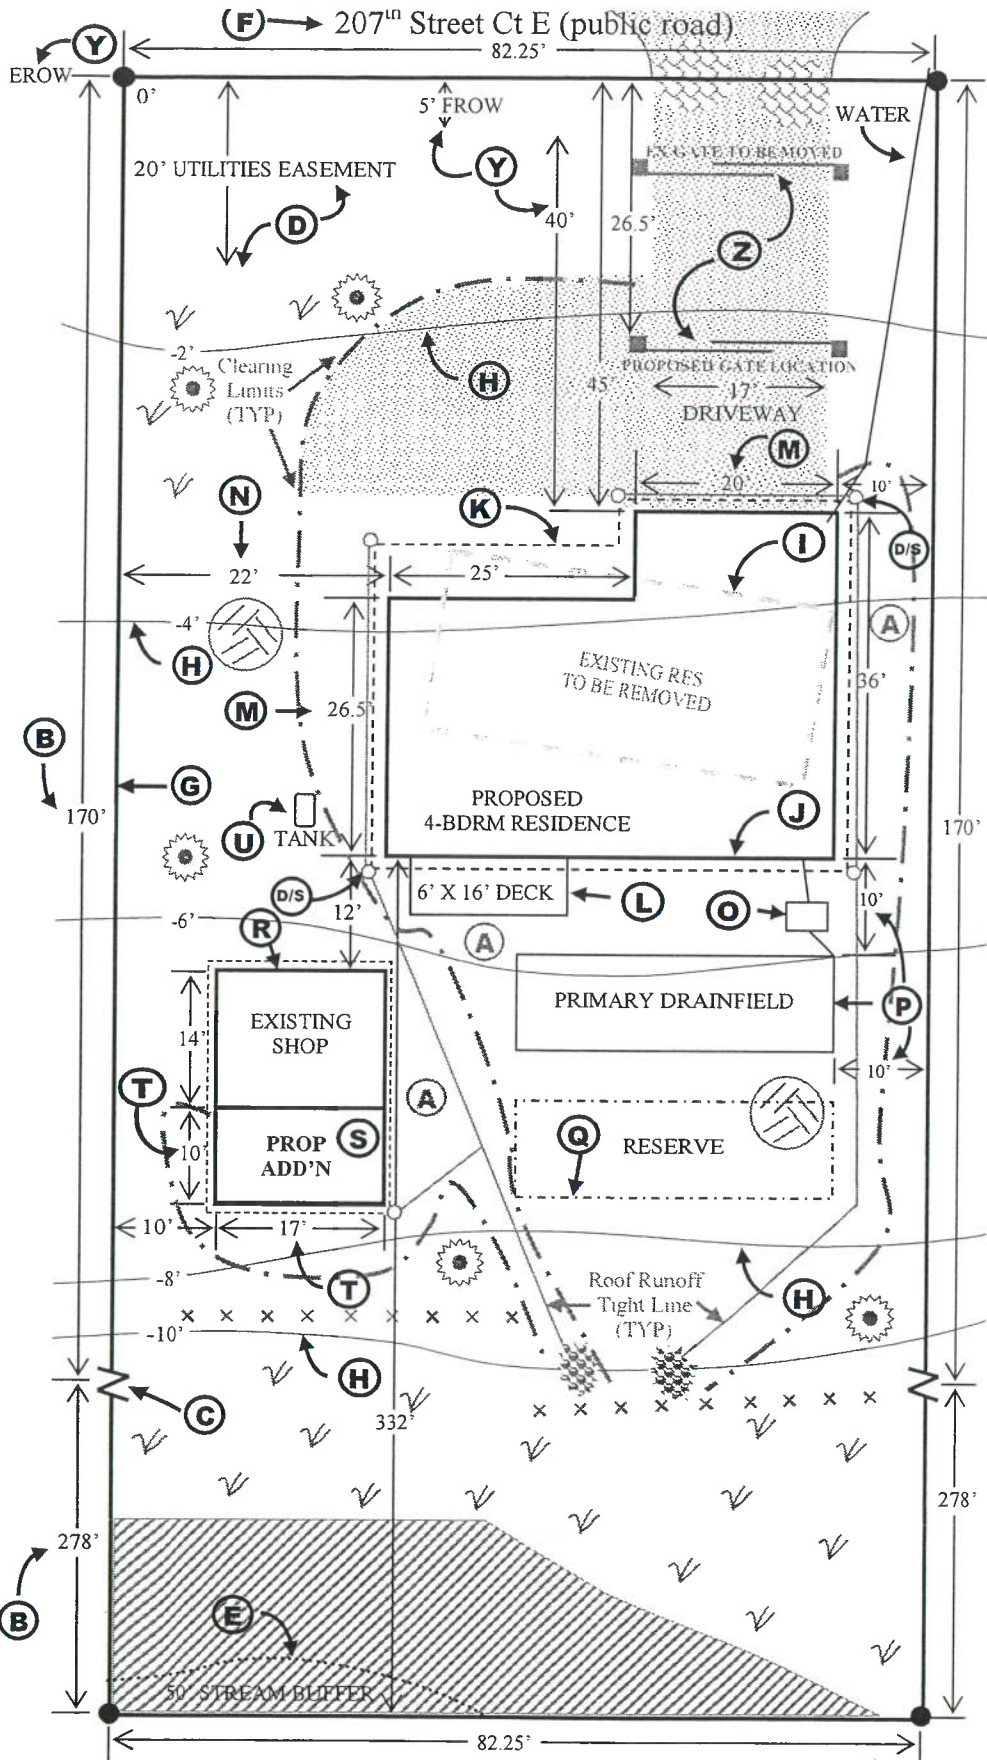 F 207th Street Ct E (public road)
Y
82.25'
EROW
0'
5' FROW
WATER
EX GATE TO BE REMOVED
20' UTILITIES EASEMENT
Y
D
40'
26.5'
Z
-2'
Clearing
Limits
(TYP)
H
45'
PROPOSED GATE LOCATION
17'
DRIVEWAY
M
20'
10'
N
K
I
D/S
22'
25'
-4'
A
H
EXISTING RES
TO BE REMOVED
36'
M
26.5'
B
G
170'
PROPOSED
4-BDRM RESIDENCE
J
170'
U
TANK
D/S
12'
6' X 16' DECK
L
O
10'
-6'
R
A
EXISTING
SHOP
PRIMARY DRAINFIELD
P
14'
T
A
10'
PROP
ADD'N
S
10'
Q
RESERVE
10'
17'
-8'
T
Roof Runoff
Tight Line
(TYP)
H
-10'
H
C
332'
278'
278'
B
E
50' STREAM BUFFER
82.25'